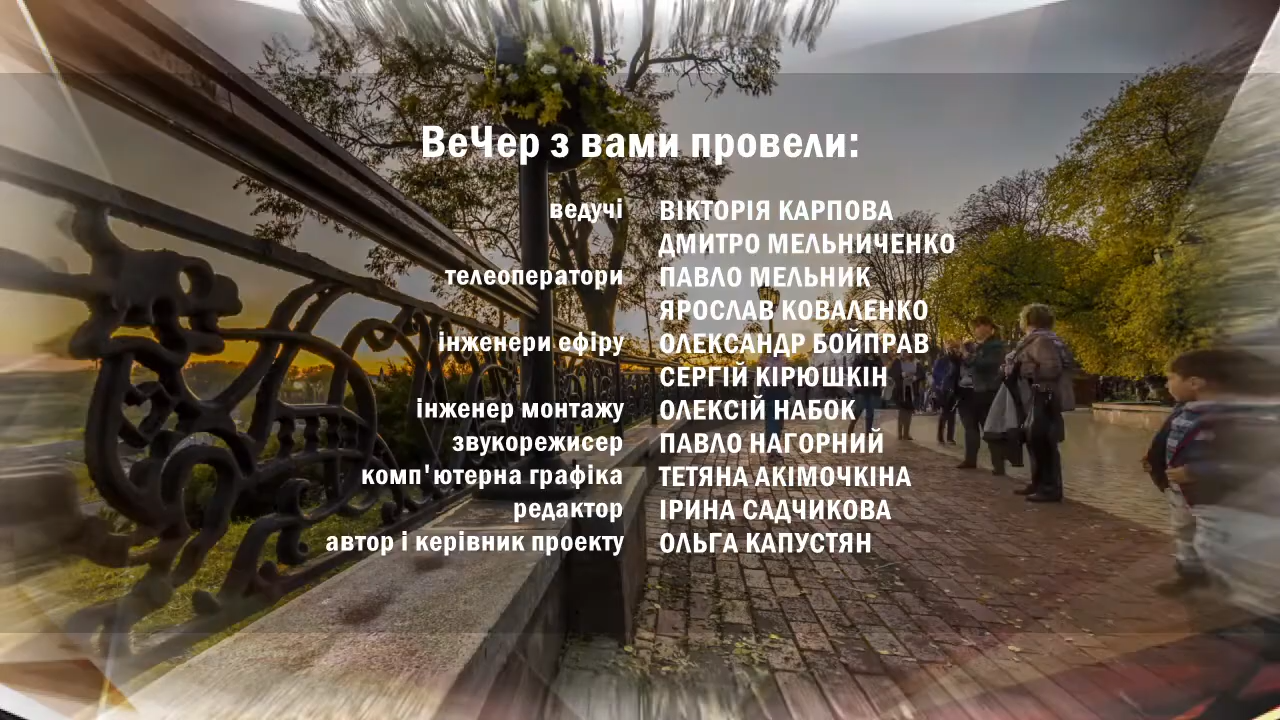 ВеЧер з вами провели:
ведучі ВІКТОРІЯ КАРПОВА
ДМИТРО МЕЛЬНИЧЕНКО
телеоператори ПАВЛО МЕЛЬНИК
ЯРОСЛАВ КОВАЛЕНКО
інженери ефіру ОЛЕКСАНДР БОЙПРАВ
СЕРГІЙ КІРЮШКІН
інженер монтажу ОЛЕКСІЙ НАБОК
звукорежисер ПАВЛО НАГОРНИЙ
комп'ютерна графіка ТЕТЯНА АКІМОЧКІНА
редактор ІРИНА САДЧИКОВА
автор і керівник проекту ОЛЬГА КАПУСТЯН